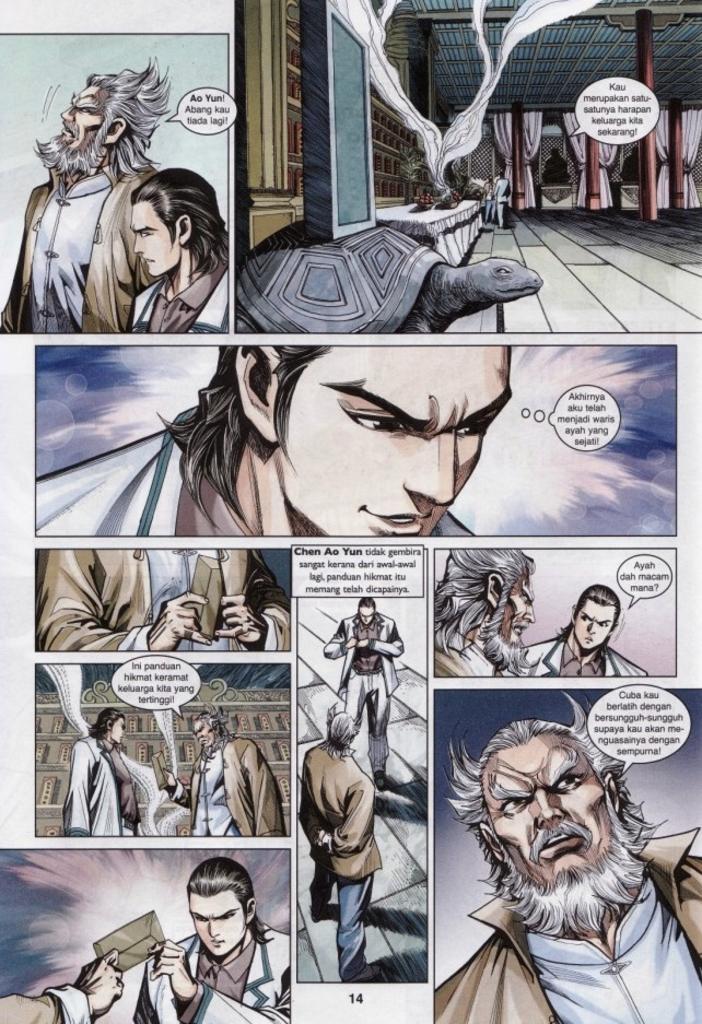 Ao Yun!
Abang kau
tiada lagi!
Kau
merupakan satu-
satunya harapan
keluarga kita
sekarang!
Akhirnya
aku telah
menjadi waris
ayah yang
sejati!
Ini panduan
hikmat keramat
keluarga kita yang
tertinggi!
Chen Ao Yun tidak gembira
sangat kerana dari awal-awal
lagi, panduan hikmat itu
memang telah dicapainya.
Ayah
dah macam
mana?
Cuba kau
berlatih dengan
bersungguh-sungguh
supaya kau akan me-
nguasainya dengan
sempurna!
14